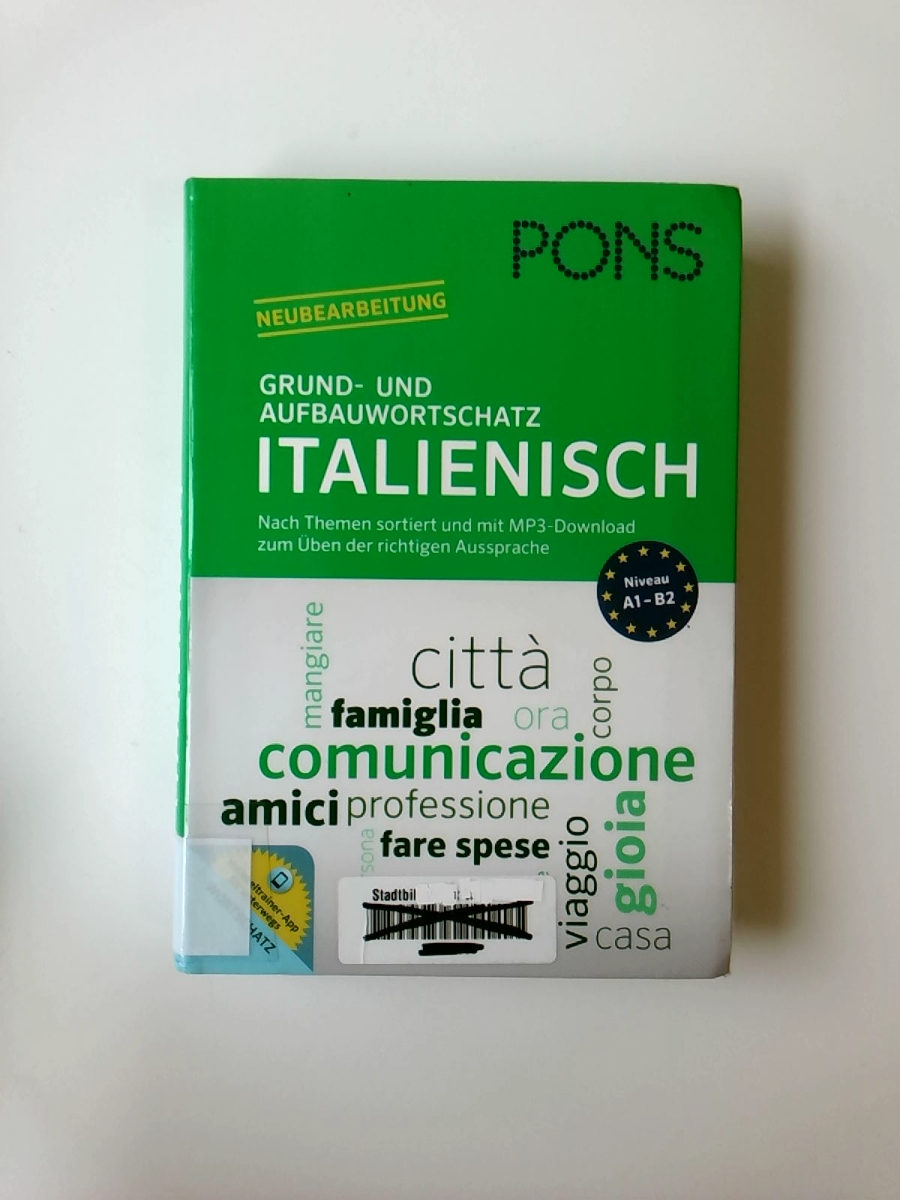 PONS
NEUBEARBEITUNG
GRUND- UND
AUFBAUWORTSCHATZ
ITALIENISCH
Nach Themen sortiert und mit MP3-Download
zum Üben der richtigen Aussprache
Niveau
A1-B2
mangiare
città
corpo
famiglia
ora
comunicazione
amici
professione
fare spese
viaggio
gioia
casa